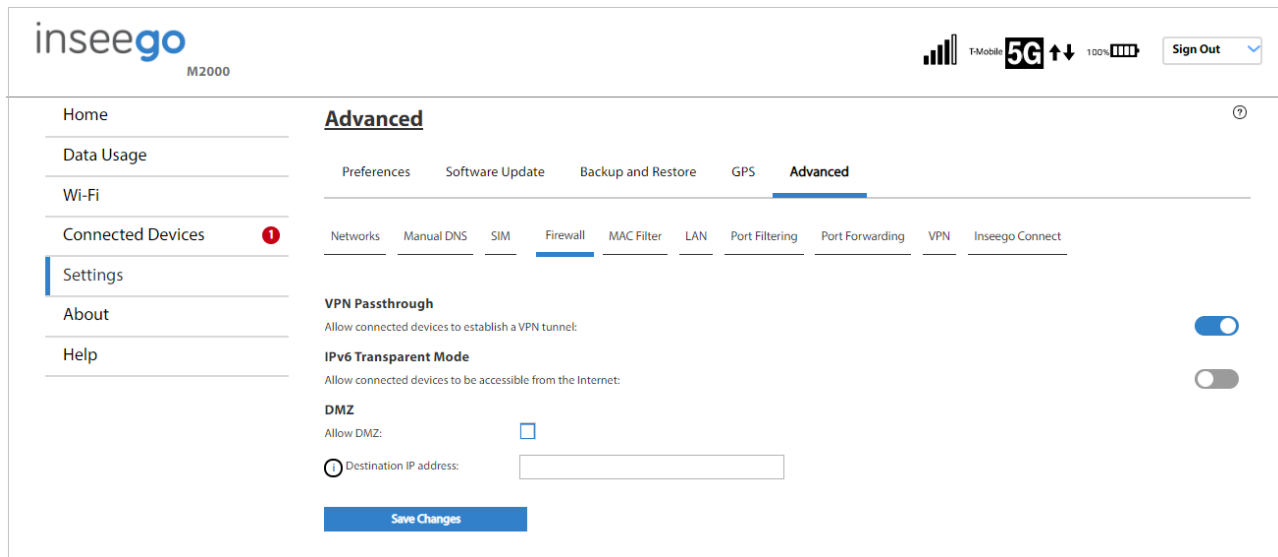 inseego
M2000
T-Mobile 5G 100% Sign Out
Home
Data Usage
Wi-Fi
Connected Devices 1
Settings
About
Help
Advanced ?
Preferences Software Update Backup and Restore GPS Advanced
Networks Manual DNS SIM Firewall MAC Filter LAN Port Filtering Port Forwarding VPN Inseego Connect
VPN Passthrough
Allow connected devices to establish a VPN tunnel:
IPv6 Transparent Mode
Allow connected devices to be accessible from the Internet:
DMZ
Allow DMZ:
i Destination IP address:
Save Changes